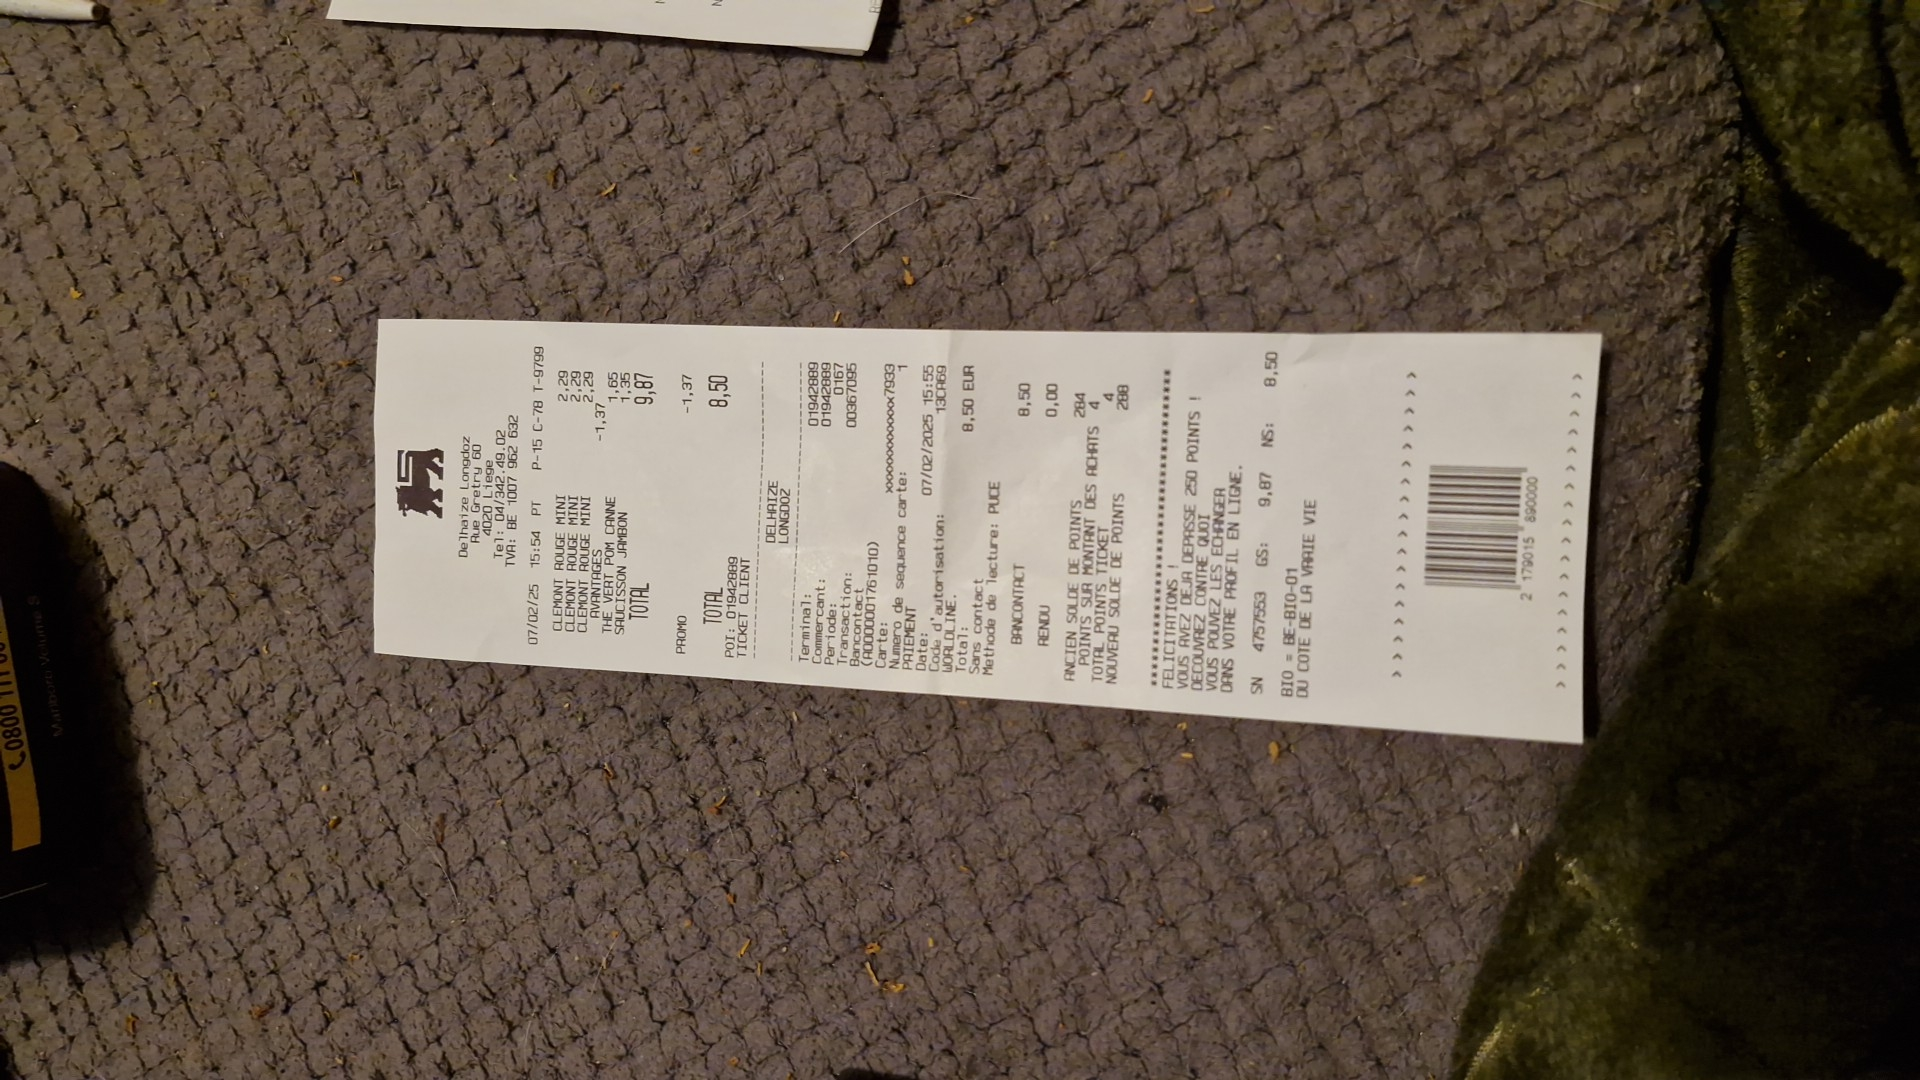 Delhaize Longdoz
Rue Gretry 60
4020 Liege
Tel: 04/342.49.02
TVA: BE 1007 962 632
07/02/25 15:54 PT P-15 C-78 T-9799
CLEMONT ROUGE MINI 2,29
CLEMONT ROUGE MINI 2,29
CLEMONT ROUGE MINI 2,29
AVANTAGES -1,37
THE VERT POM CANNE 1,65
SAUCISSON JAMBON 1,35
TOTAL 9,87
PROMO -1,37
TOTAL 8,50
POI: 01942889
TICKET CLIENT
DELHAIZE
LONGDOZ
Terminal: 01942889
Commercant: 01942889
Periode: 0167
Transaction: 00367095
Bancontact
(A0000001761010)
Carte: xxxxxxxxxxxxx7933
Numero de sequence carte: 1
PAIEMENT
Date: 07/02/2025 15:55
Code d'autorisation: 13CA69
WORLDLINE.
Total: 8,50 EUR
Sans contact
Methode de lecture: PUCE
BANCONTACT 8,50
RENDU 0,00
ANCIEN SOLDE DE POINTS 284
POINTS SUR MONTANT DES ACHATS 4
TOTAL POINTS TICKET 4
NOUVEAU SOLDE DE POINTS 288
FELICITATIONS !
VOUS AVEZ DEJA DEPASSE 250 POINTS !
DECOUVREZ CONTRE QUOI
VOUS POUVEZ LES ECHANGER
DANS VOTRE PROFIL EN LIGNE.
SN 4757553 GS: 9,87 NS: 8,50
BIO = BE-BIO-01
DU COTE DE LA VRAIE VIE
2 179015 890000
0800 111